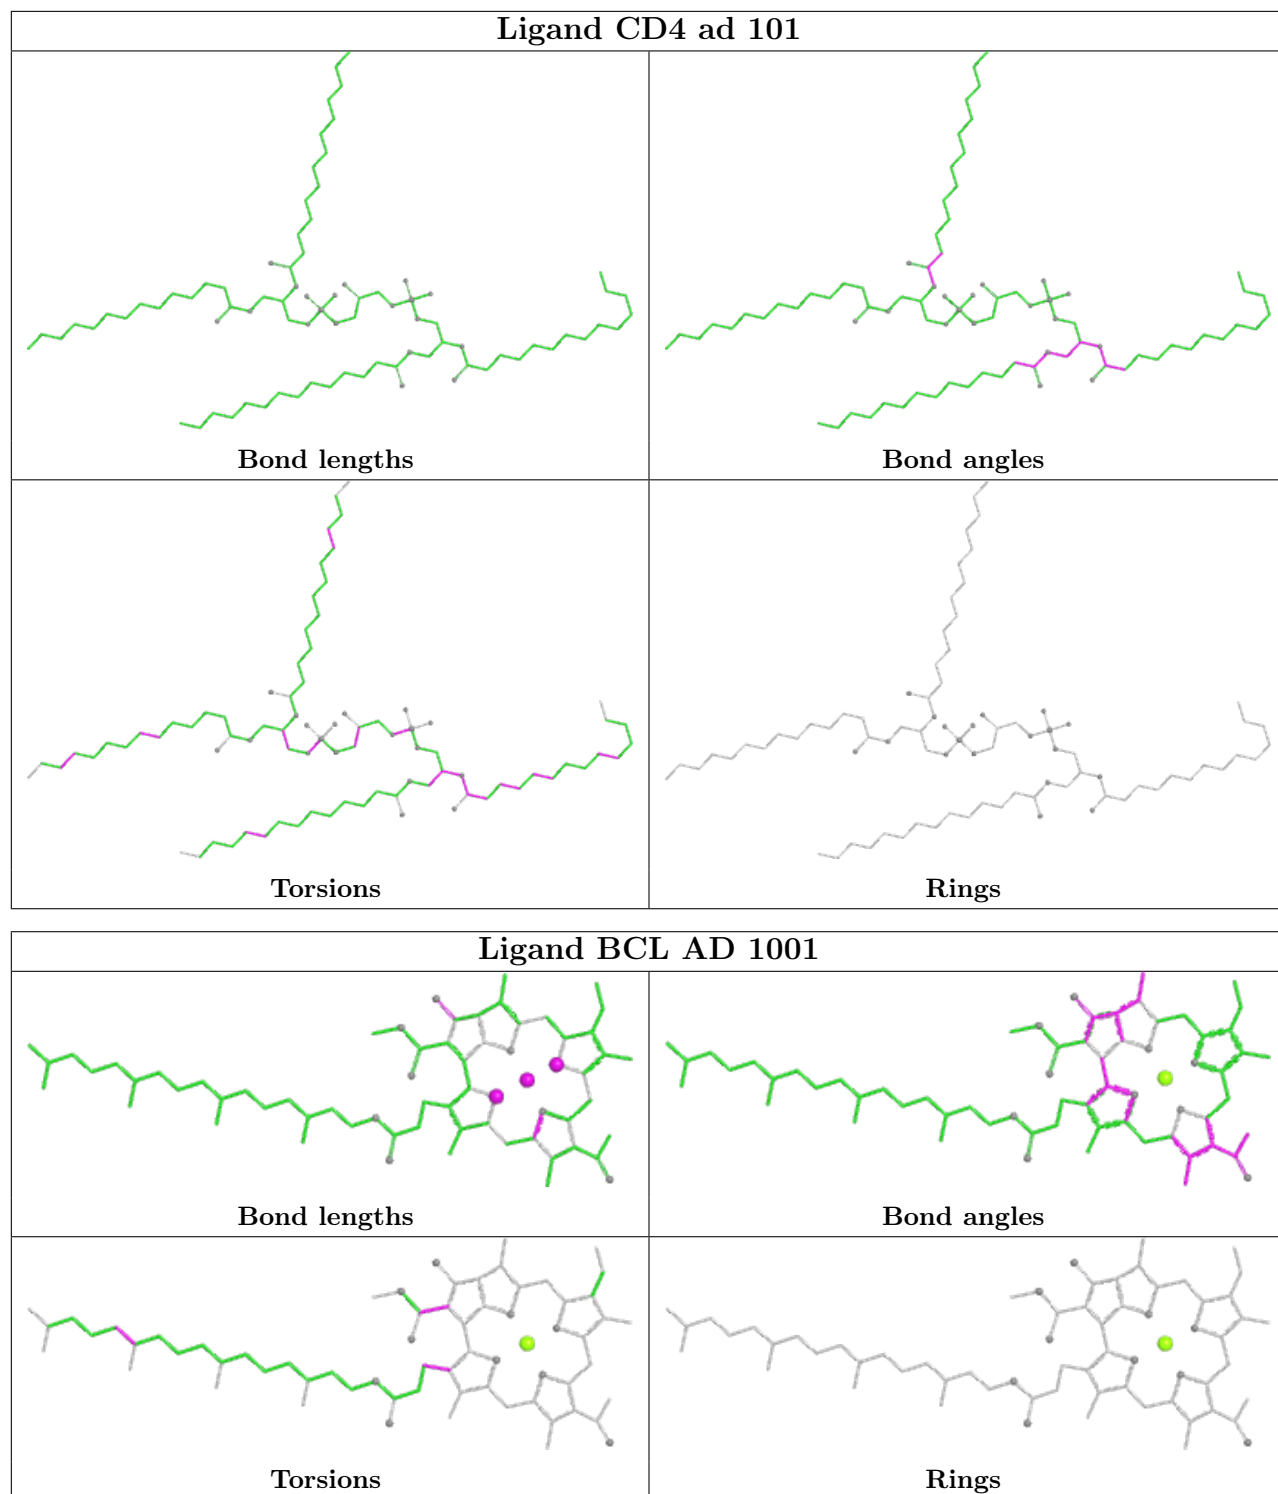 Ligand CD4 ad 101
Bond lengths
Bond angles
Torsions
Rings
Ligand BCL AD 1001
Bond lengths
Bond angles
Torsions
Rings